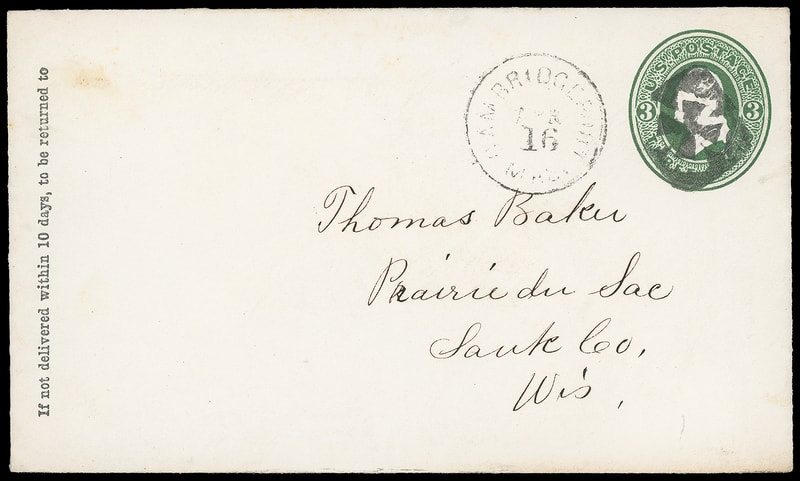 If not delivered within 10 days, to be returned to
CAMBRIDGEPORT
APR
16
MASS
U.S. POSTAGE
3 3
Thomas Baker
Prairie du Sac
Sauk Co.
Wis.